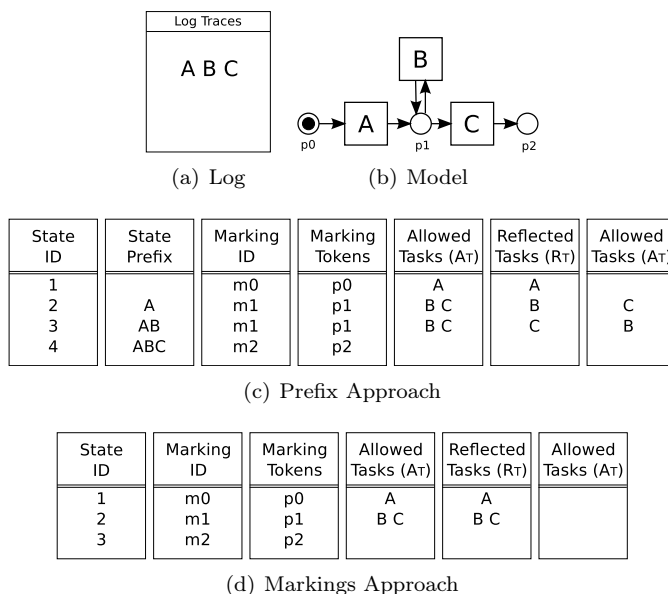 Log Traces
A B C
B
A
C
p0
p1
p2
(a) Log
(b) Model
State ID
State Prefix
Marking ID
Marking Tokens
Allowed Tasks (AT)
Reflected Tasks (RT)
Allowed Tasks (AT)
1 m0 p0 A A
2 A m1 p1 B C B C
3 AB m1 p1 B C C B
4 ABC m2 p2
(c) Prefix Approach
State ID
Marking ID
Marking Tokens
Allowed Tasks (AT)
Reflected Tasks (RT)
Allowed Tasks (AT)
1 m0 p0 A A
2 m1 p1 B C B C
3 m2 p2
(d) Markings Approach